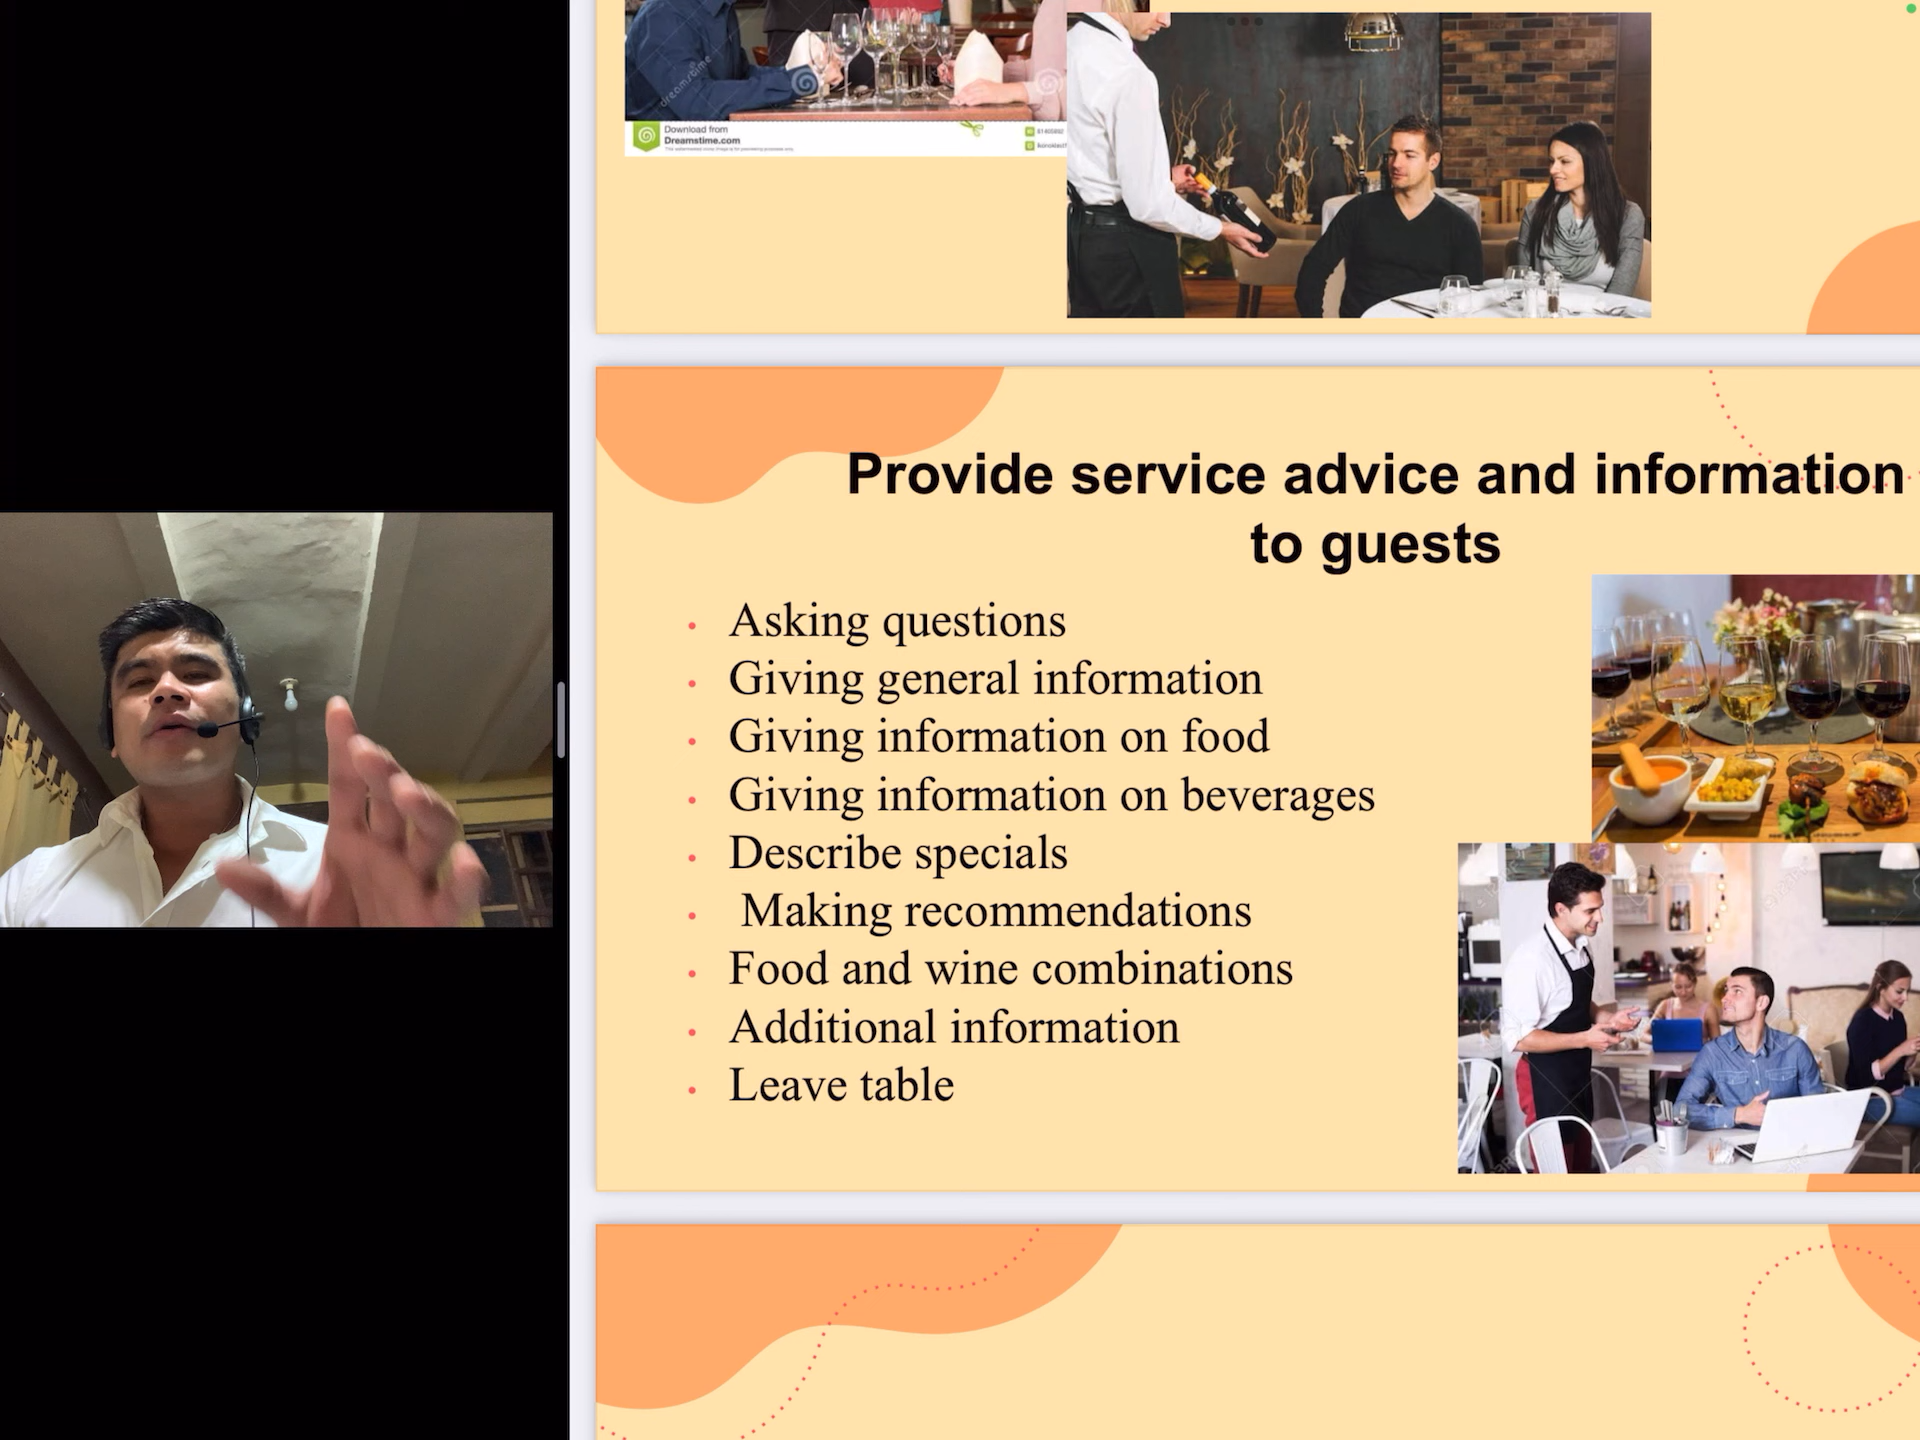 dreamstime
Download from
Dreamstime.com
Provide service advice and information
to guests
Asking questions
Giving general information
Giving information on food
Giving information on beverages
Describe specials
Making recommendations
Food and wine combinations
Additional information
Leave table